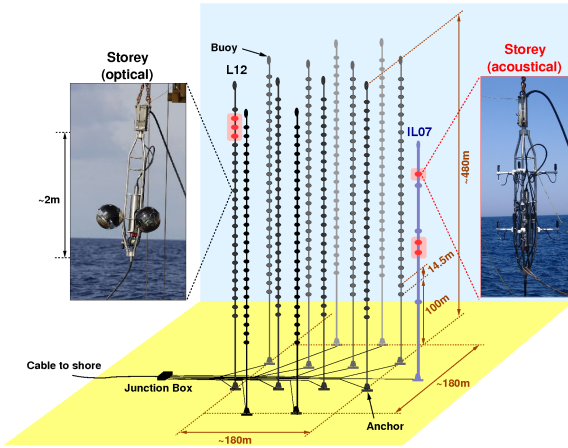 Storey
(optical)
Buoy
L12
Storey
(acoustical)
IL07
~2m
~480m
14.5m
100m
Cable to shore
Junction Box
~180m
~180m
Anchor